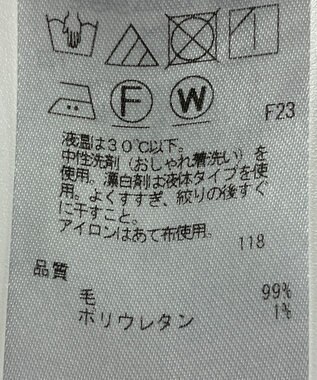 F W
F23
液温は30℃以下。
中性洗剤（おしゃれ着洗い）を
使用。漂白剤は液体タイプを使
用。よくすすぎ、絞りの後すぐ
に干すこと。
アイロンはあて布使用。
118
品質
毛 99%
ポリウレタン 1%